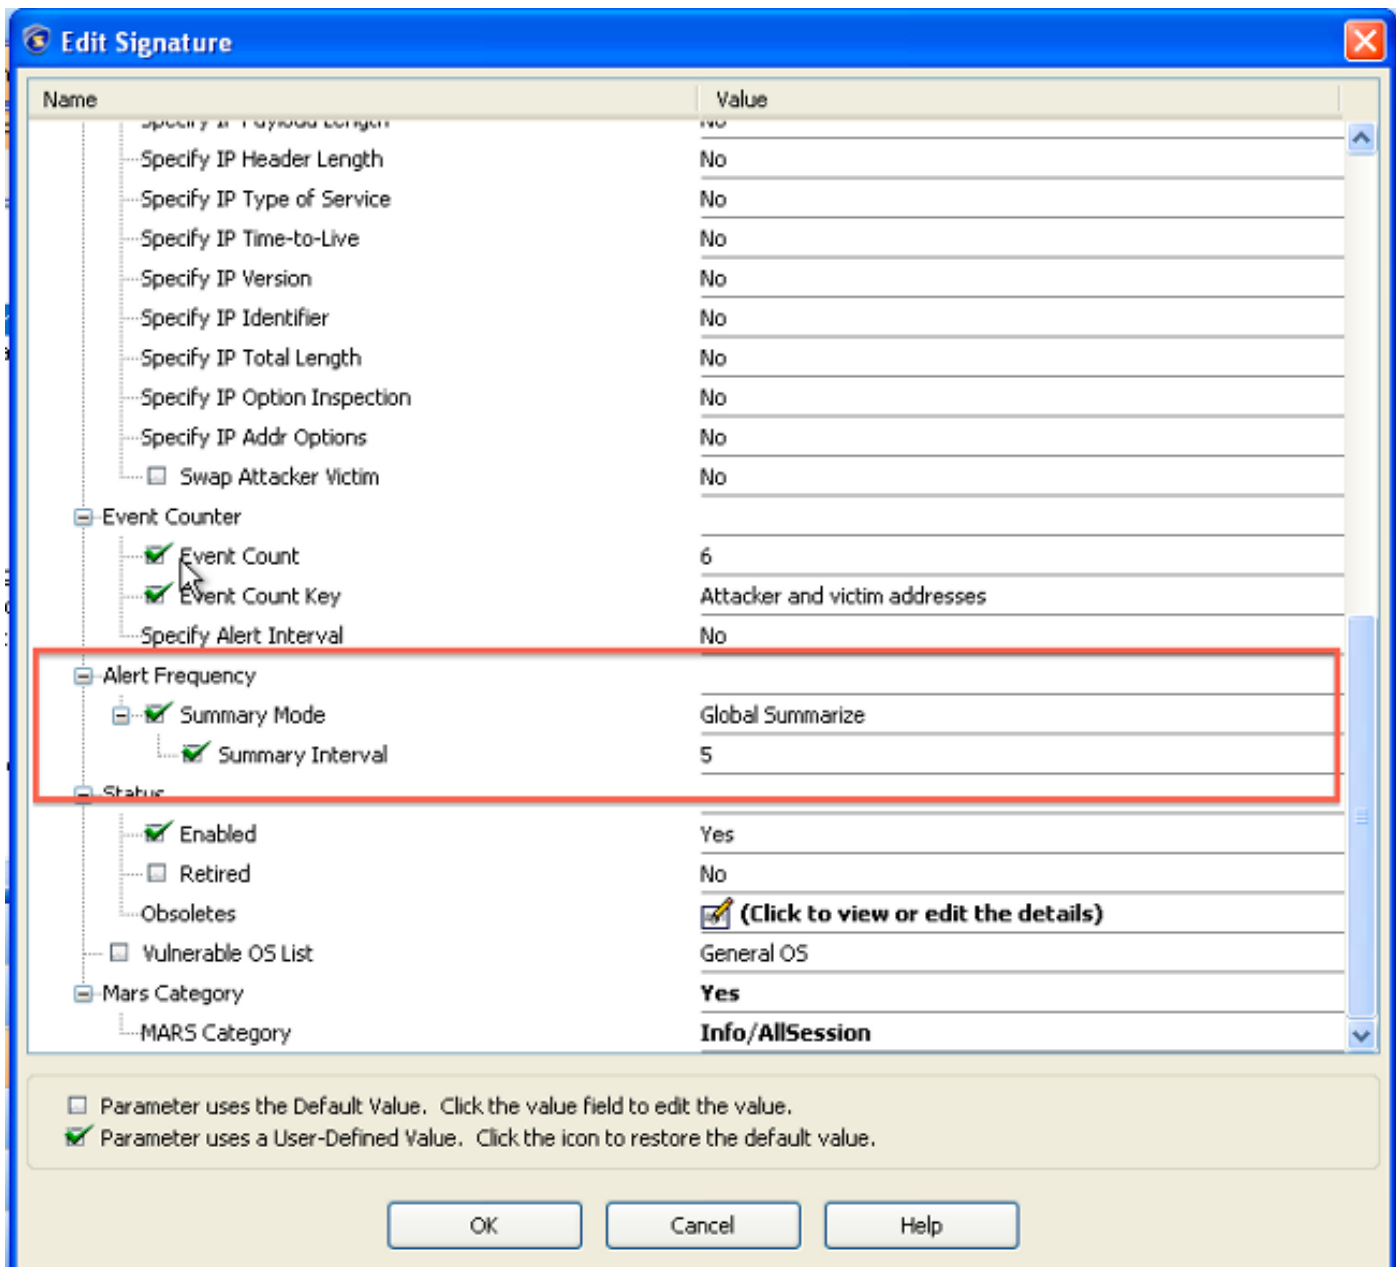 Edit Signature
Name Value
Specify IP Payload Length No
Specify IP Header Length No
Specify IP Type of Service No
Specify IP Time-to-Live No
Specify IP Version No
Specify IP Identifier No
Specify IP Total Length No
Specify IP Option Inspection No
Specify IP Addr Options No
Swap Attacker Victim No
Event Counter
Event Count 6
Event Count Key Attacker and victim addresses
Specify Alert Interval No
Alert Frequency
Summary Mode Global Summarize
Summary Interval 5
Status
Enabled Yes
Retired No
Obsoletes (Click to view or edit the details)
Vulnerable OS List General OS
Mars Category Yes
MARS Category Info/AllSession
Parameter uses the Default Value. Click the value field to edit the value.
Parameter uses a User-Defined Value. Click the icon to restore the default value.
OK Cancel Help